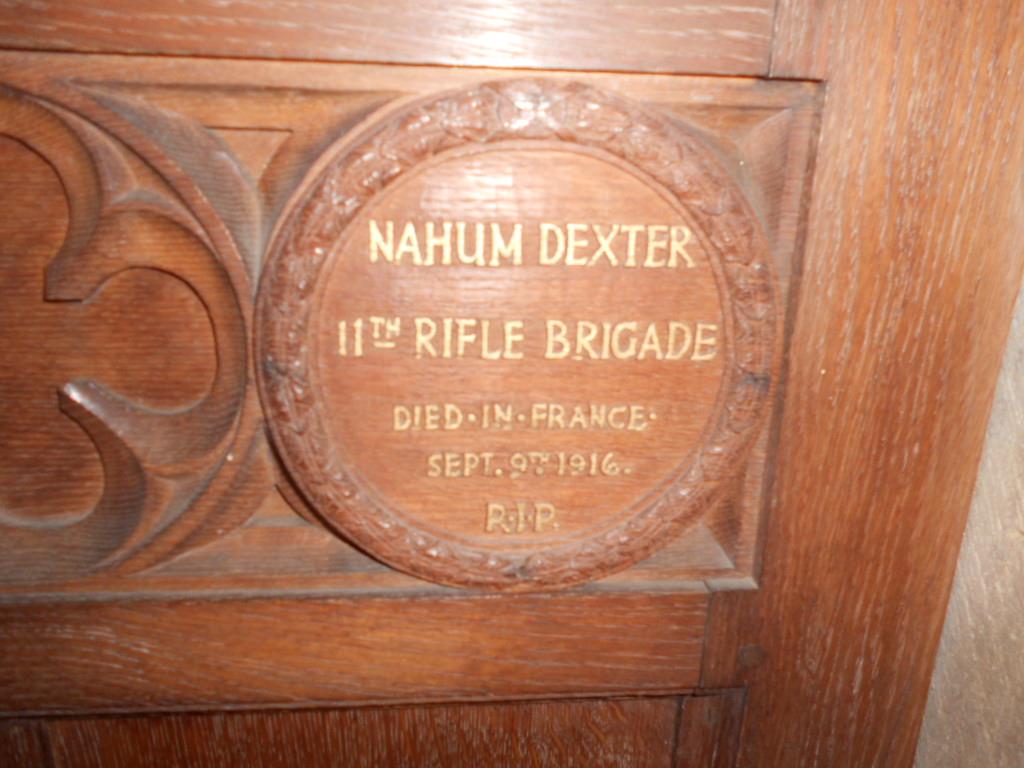 NAHUM DEXTER
11TH RIFLE BRIGADE
DIED·IN·FRANCE·
SEPT. 9TH 1916.
R·I·P.